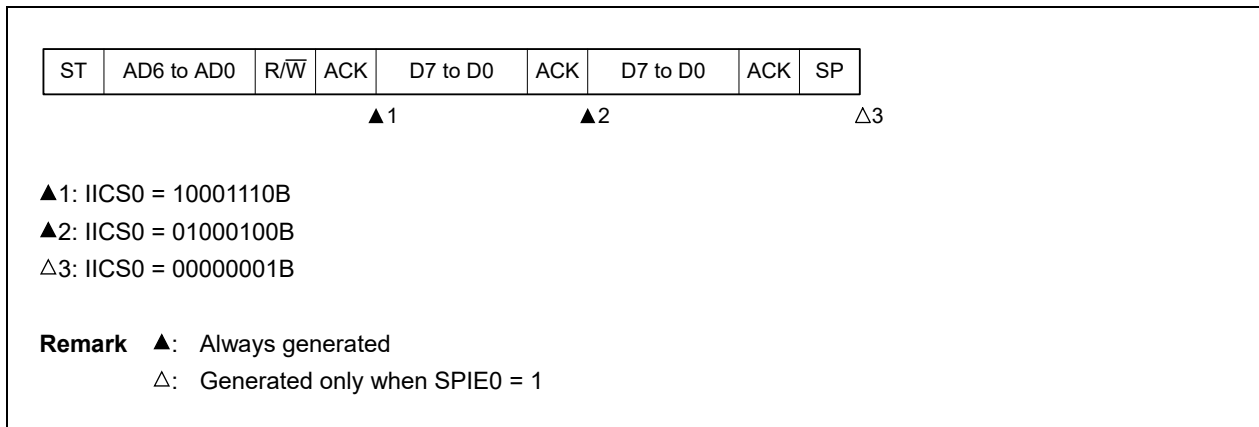 ST AD6 to AD0 R/W̅ ACK D7 to D0 ACK D7 to D0 ACK SP
▲1 ▲2 △3
▲1: IICS0 = 10001110B
▲2: IICS0 = 01000100B
△3: IICS0 = 00000001B
Remark ▲: Always generated
△: Generated only when SPIE0 = 1